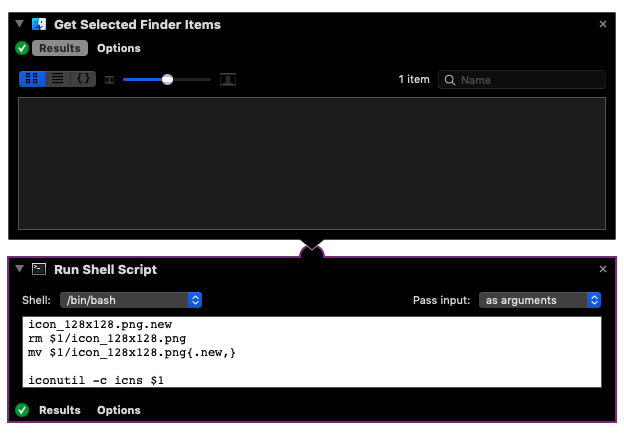 Get Selected Finder Items
Results Options
1 item Name
Run Shell Script
Shell: /bin/bash Pass input: as arguments
icon_128x128.png.new
rm $1/icon_128x128.png
mv $1/icon_128x128.png{.new,}
iconutil -c icns $1
Results Options